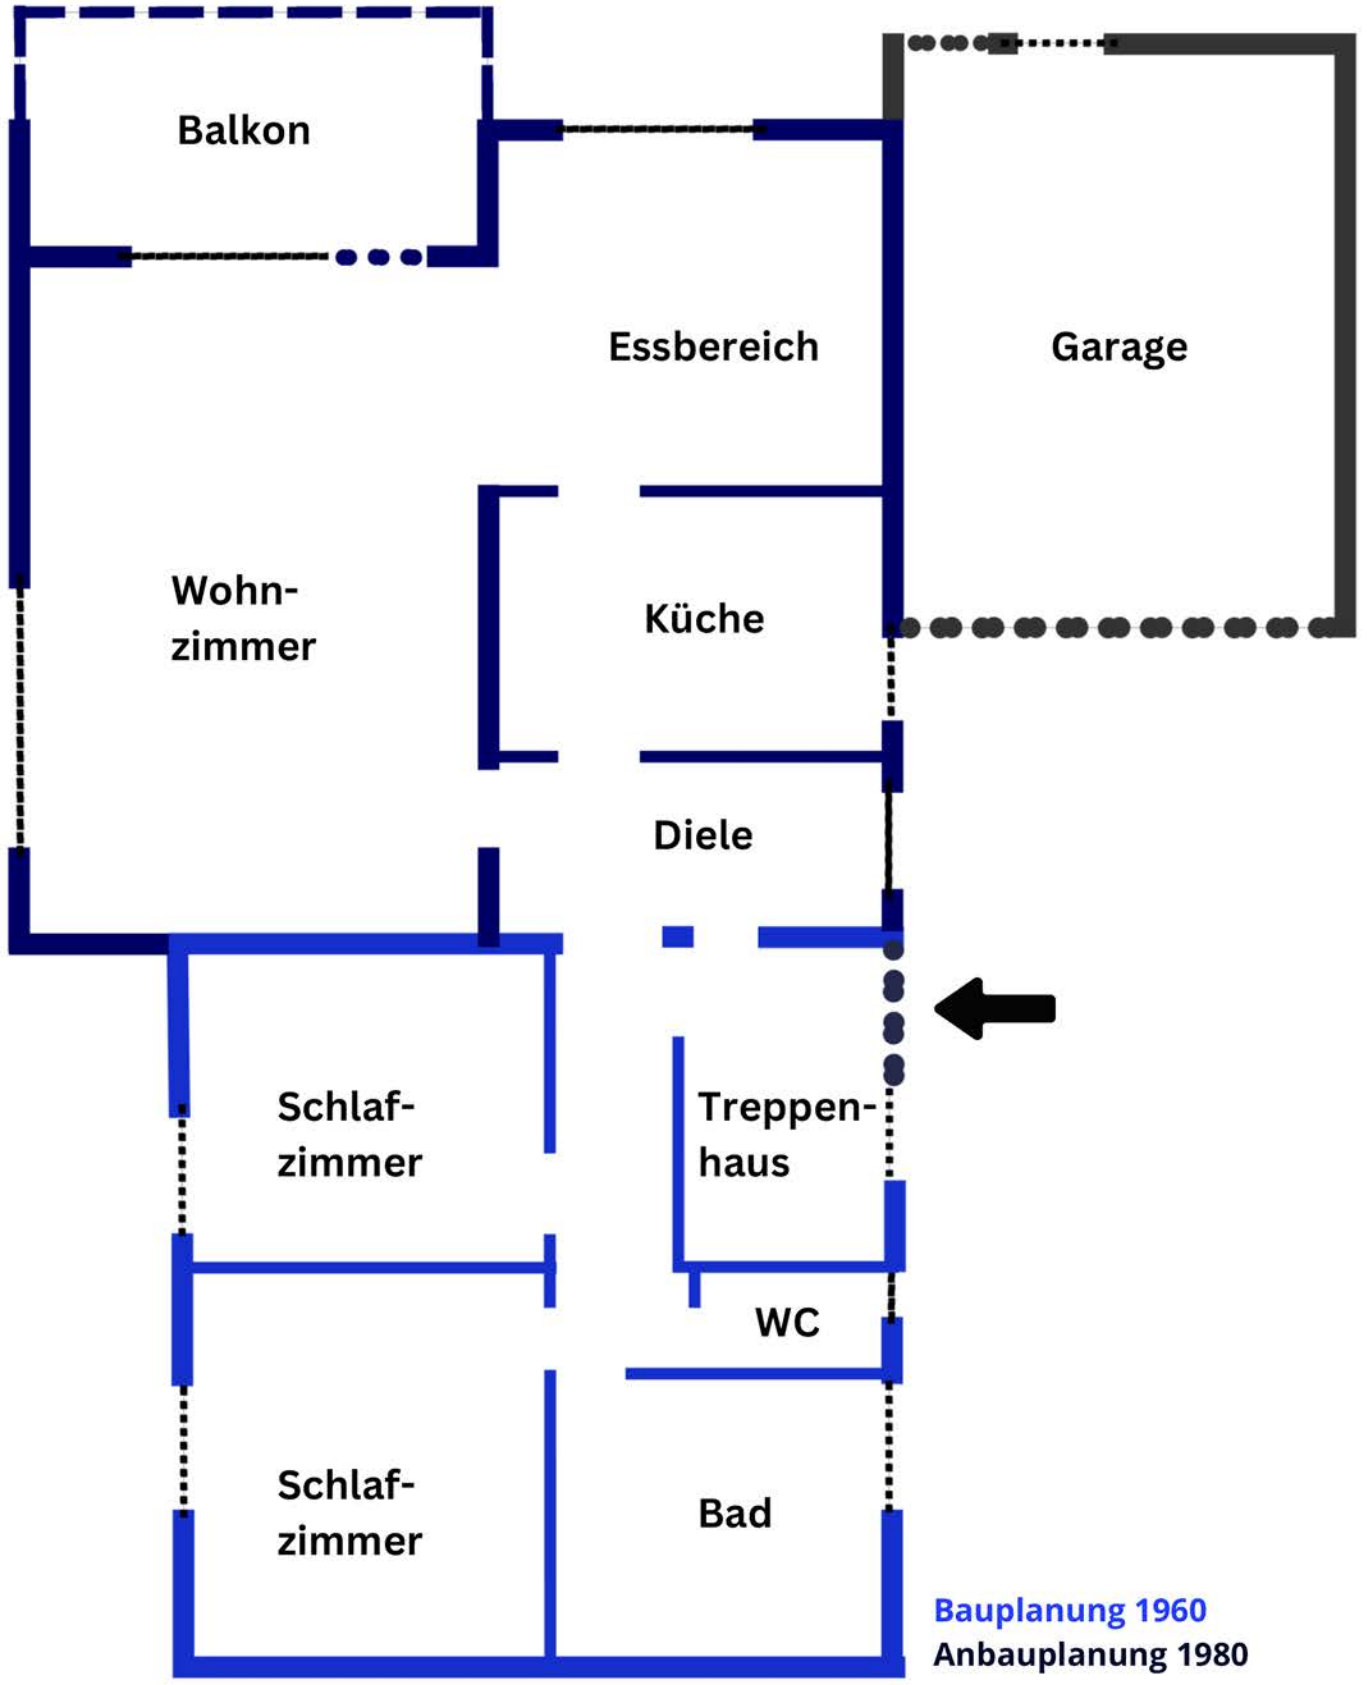 Balkon
Essbereich
Garage
Wohn-
zimmer
Küche
Diele
Schlaf-
zimmer
Treppen-
haus
WC
Schlaf-
zimmer
Bad
Bauplanung 1960
Anbauplanung 1980